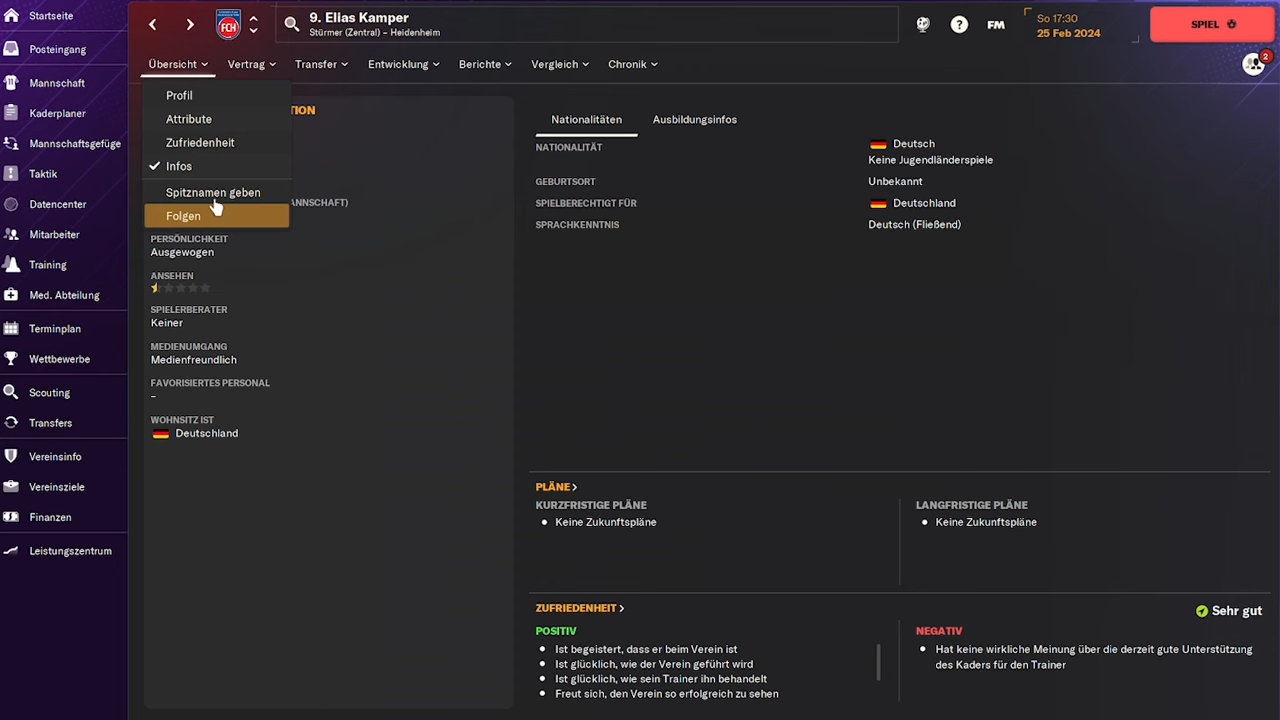 Startseite
Posteingang
Mannschaft
Kaderplaner
Mannschaftsgefüge
Taktik
Datencenter
Mitarbeiter
Training
Med. Abteilung
Terminplan
Wettbewerbe
Scouting
Transfers
Vereinsinfo
Vereinsziele
Finanzen
Leistungszentrum
FCH
9. Elias Kamper
Stürmer (Zentral) – Heidenheim
?
FM
So 17:30
25 Feb 2024
SPIEL
2
Übersicht
Vertrag
Transfer
Entwicklung
Berichte
Vergleich
Chronik
Profil
Attribute
Zufriedenheit
Infos
Spitznamen geben
Folgen
TION
ANNSCHAFT)
PERSÖNLICHKEIT
Ausgewogen
ANSEHEN
SPIELERBERATER
Keiner
MEDIENUMGANG
Medienfreundlich
FAVORISIERTES PERSONAL
–
WOHNSITZ IST
Deutschland
Nationalitäten Ausbildungsinfos
NATIONALITÄT Deutsch
Keine Jugendländerspiele
GEBURTSORT Unbekannt
SPIELBERECHTIGT FÜR Deutschland
SPRACHKENNTNIS Deutsch (Fließend)
PLÄNE
KURZFRISTIGE PLÄNE
• Keine Zukunftspläne
LANGFRISTIGE PLÄNE
• Keine Zukunftspläne
ZUFRIEDENHEIT Sehr gut
POSITIV
• Ist begeistert, dass er beim Verein ist
• Ist glücklich, wie der Verein geführt wird
• Ist glücklich, wie sein Trainer ihn behandelt
• Freut sich, den Verein so erfolgreich zu sehen
NEGATIV
• Hat keine wirkliche Meinung über die derzeit gute Unterstützung
des Kaders für den Trainer